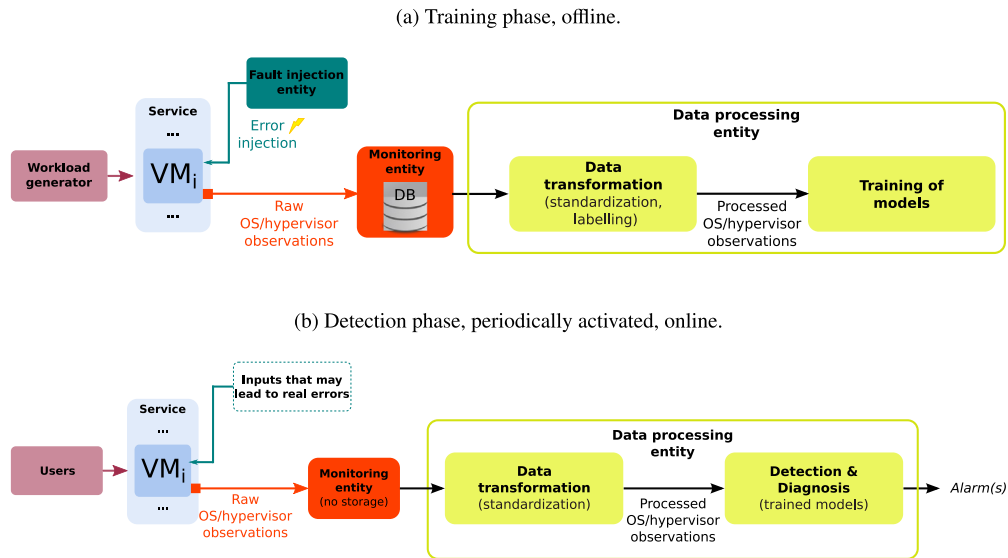 (a) Training phase, offline.
Fault injection
entity
Service
...
Error
injection
Workload
generator
VMi
...
Raw
OS/hypervisor
observations
Monitoring
entity
DB
Data processing
entity
Data
transformation
(standardization,
labelling)
Processed
OS/hypervisor
observations
Training of
models
(b) Detection phase, periodically activated, online.
Inputs that may
lead to real errors
Service
...
Users
VMi
...
Raw
OS/hypervisor
observations
Monitoring
entity
(no storage)
Data processing
entity
Data
transformation
(standardization)
Processed
OS/hypervisor
observations
Detection &
Diagnosis
(trained models)
Alarm(s)